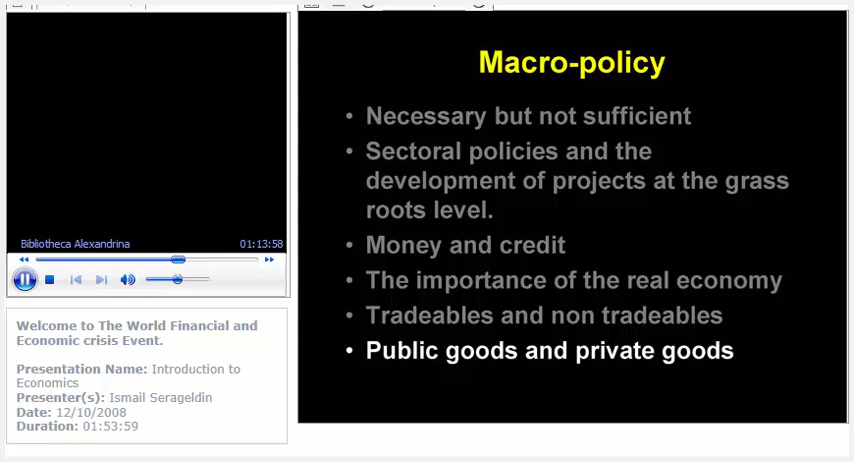 Bibliotheca Alexandrina 01:13:58
Welcome to The World Financial and
Economic crisis Event.
Presentation Name: Introduction to
Economics
Presenter(s): Ismail Serageldin
Date: 12/10/2008
Duration: 01:53:59
Macro-policy
• Necessary but not sufficient
• Sectoral policies and the
development of projects at the grass
roots level.
• Money and credit
• The importance of the real economy
• Tradeables and non tradeables
• Public goods and private goods